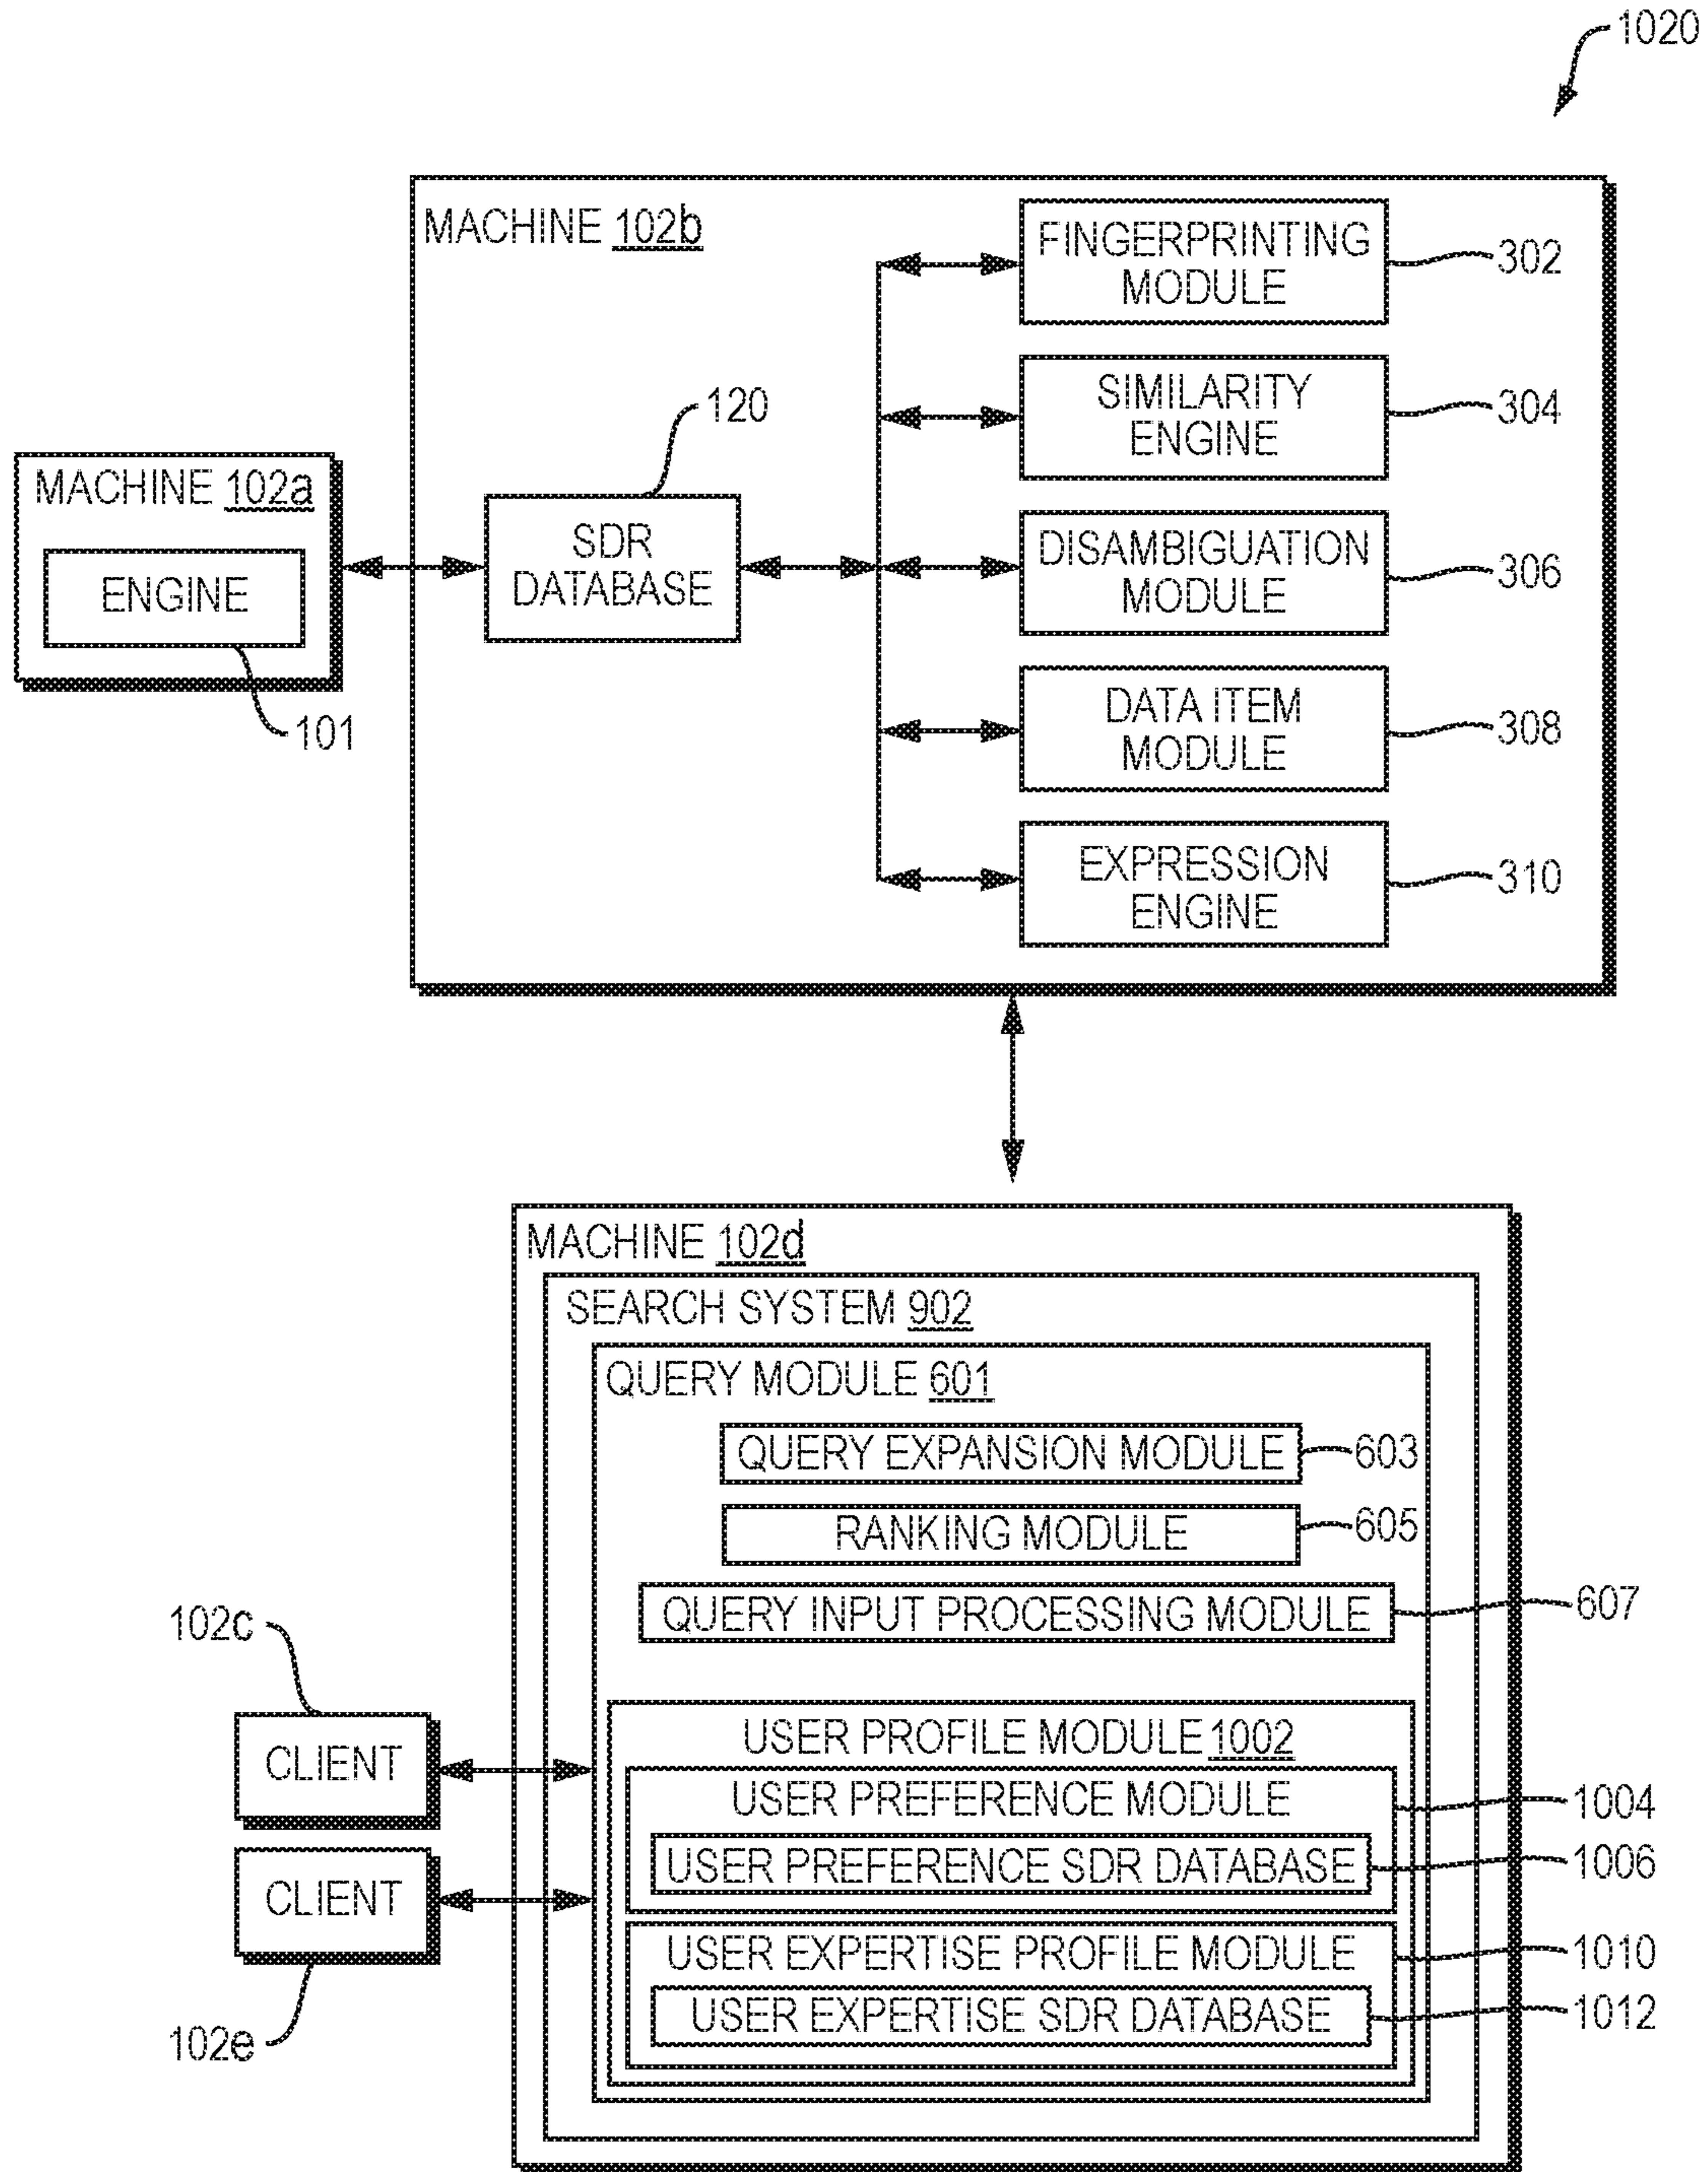 1020
MACHINE 102b
FINGERPRINTING
MODULE
302
SIMILARITY
ENGINE
304
120
MACHINE 102a
ENGINE
101
SDR
DATABASE
DISAMBIGUATION
MODULE
306
DATA ITEM
MODULE
308
EXPRESSION
ENGINE
310
MACHINE 102d
SEARCH SYSTEM 902
QUERY MODULE 601
QUERY EXPANSION MODULE
603
RANKING MODULE
605
QUERY INPUT PROCESSING MODULE
607
102c
CLIENT
CLIENT
102e
USER PROFILE MODULE 1002
USER PREFERENCE MODULE
1004
USER PREFERENCE SDR DATABASE
1006
USER EXPERTISE PROFILE MODULE
1010
USER EXPERTISE SDR DATABASE
1012